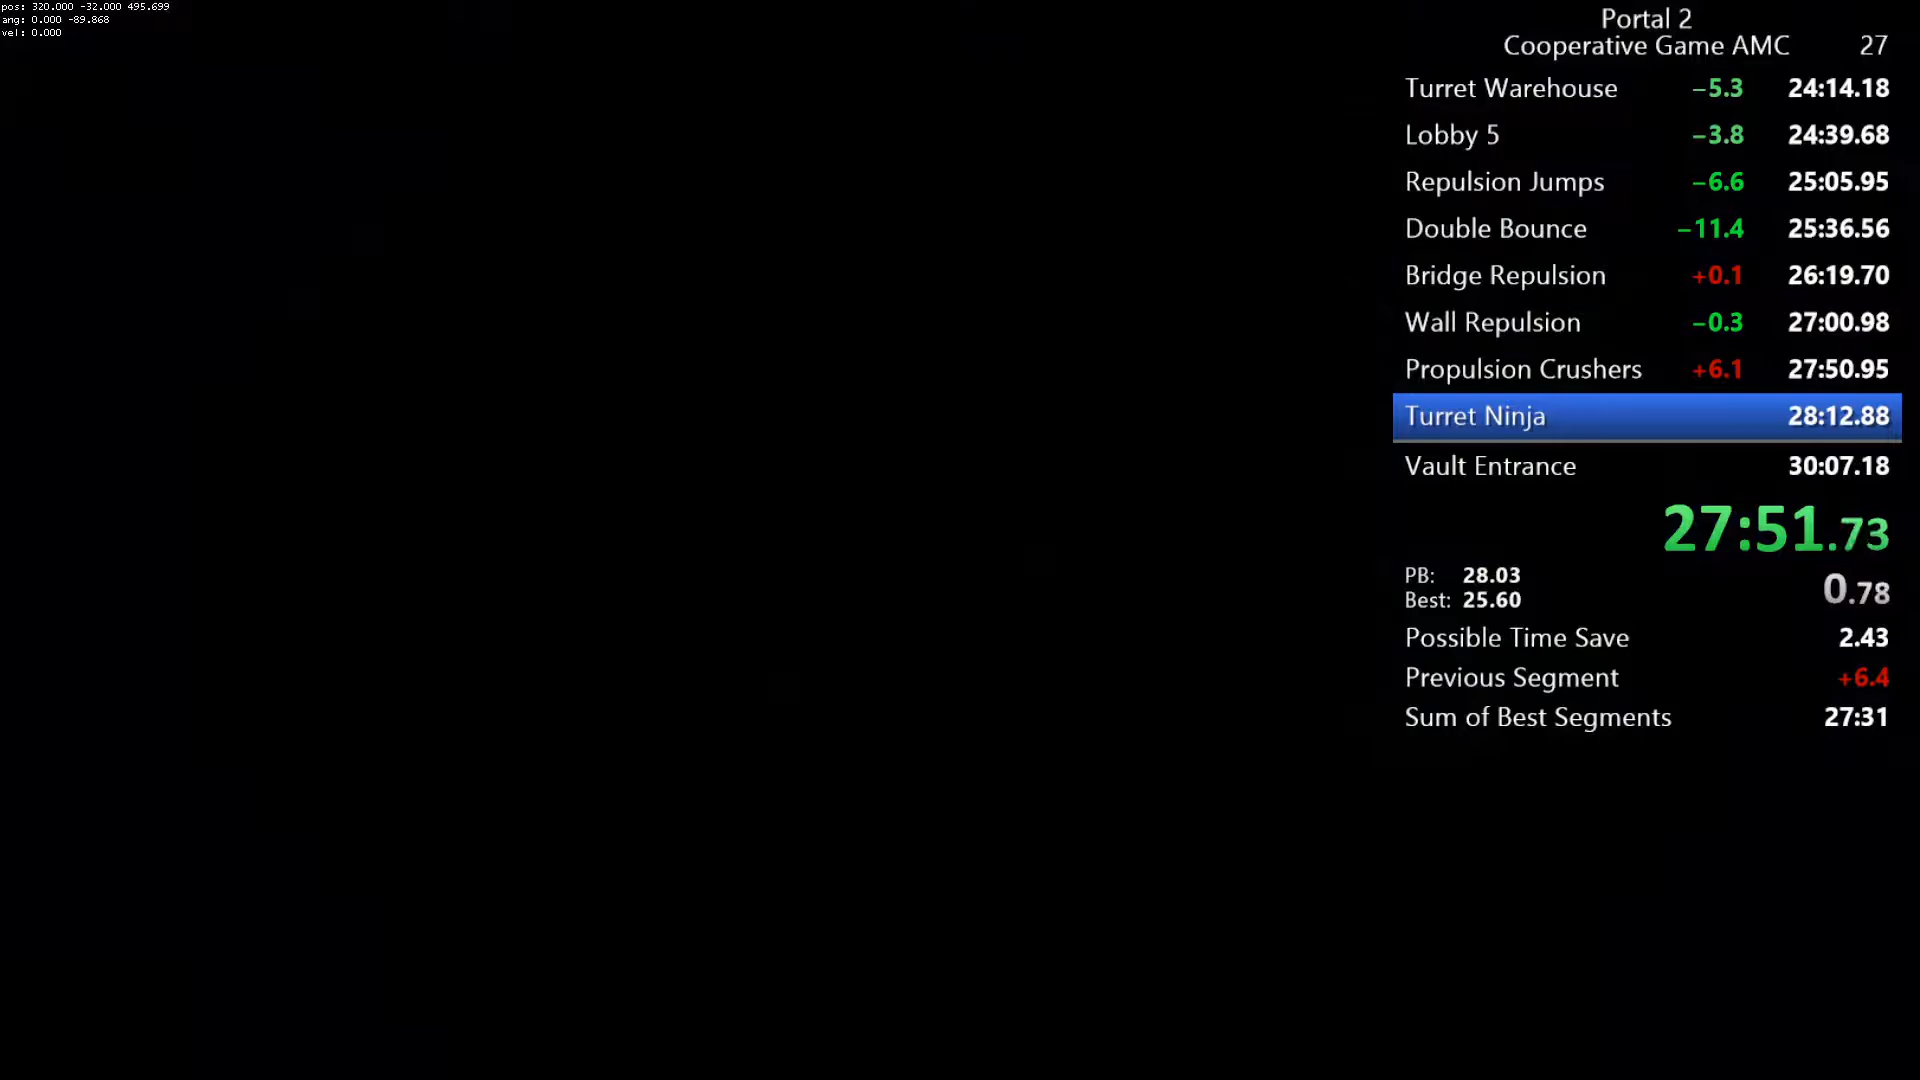 pos: 320.000 -32.000 495.699
ang: 0.000 -89.868
vel: 0.000
Portal 2
Cooperative Game AMC 27
Turret Warehouse −5.3 24:14.18
Lobby 5 −3.8 24:39.68
Repulsion Jumps −6.6 25:05.95
Double Bounce −11.4 25:36.56
Bridge Repulsion +0.1 26:19.70
Wall Repulsion −0.3 27:00.98
Propulsion Crushers +6.1 27:50.95
Turret Ninja 28:12.88
Vault Entrance 30:07.18
27:51.73
PB: 28.03
Best: 25.60
0.78
Possible Time Save 2.43
Previous Segment +6.4
Sum of Best Segments 27:31